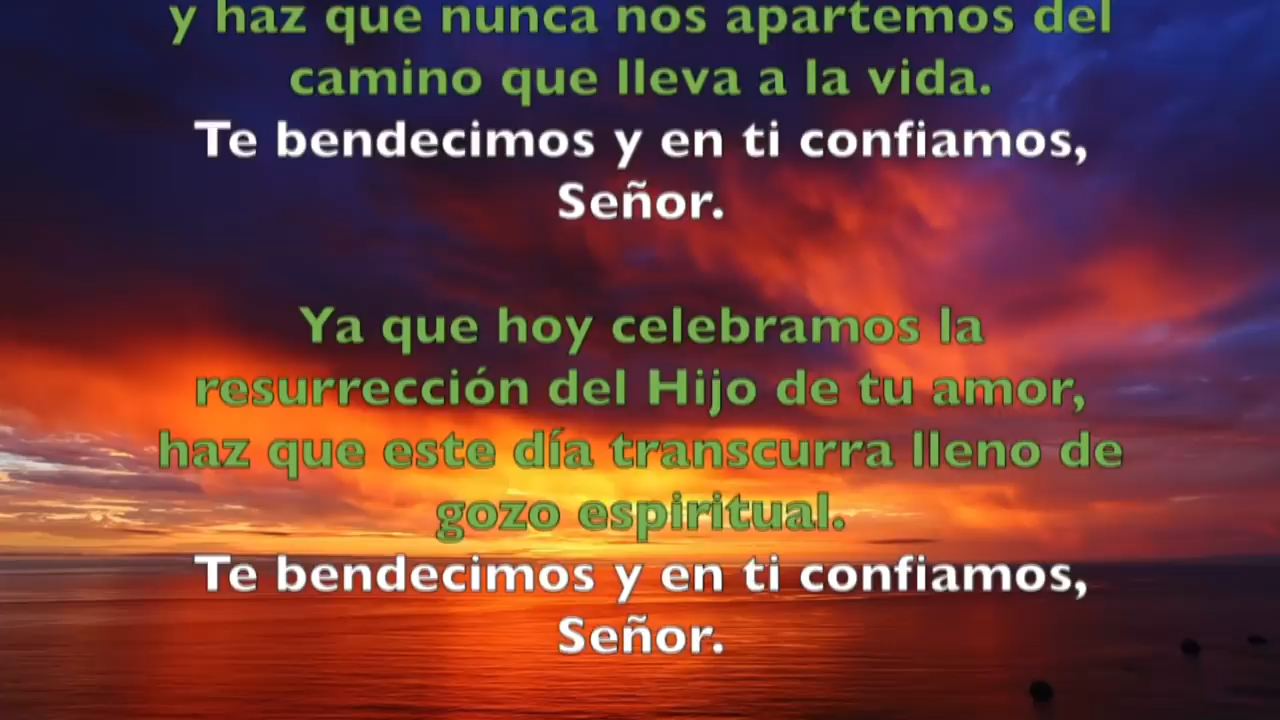 y haz que nunca nos apartemos del
camino que lleva a la vida.
Te bendecimos y en ti confiamos,
Señor.
Ya que hoy celebramos la
resurrección del Hijo de tu amor,
haz que este día transcurra lleno de
gozo espiritual.
Te bendecimos y en ti confiamos,
Señor.